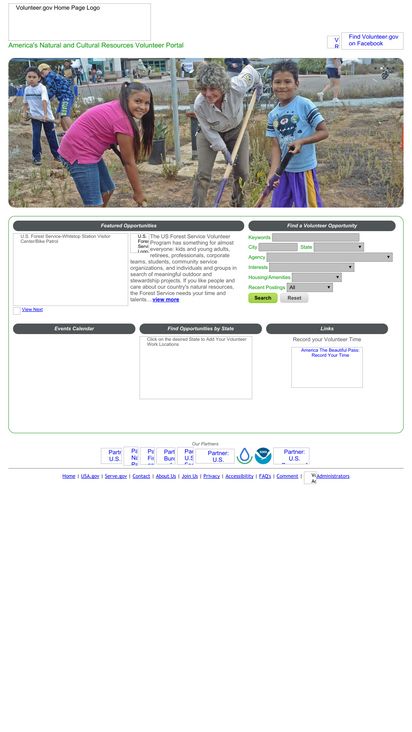 Volunteer.gov Home Page Logo
America's Natural and Cultural Resources Volunteer Portal
V
R
Find Volunteer.gov
on Facebook
Featured Opportunities
U.S. Forest Service-Whitetop Station Visitor
Center/Bike Patrol
U.S.
Fores
Servi
The US Forest Service Volunteer
Program has something for almost
everyone: kids and young adults,
retirees, professionals, corporate
teams, students, community service
organizations, and individuals and groups in
search of meaningful outdoor and
stewardship projects. If you like people and
care about our country's natural resources,
the Forest Service needs your time and
talents....view more
View Next
Find a Volunteer Opportunity
Keywords
City State
Agency
Interests
Housing/Amenities
Recent Postings All
Search Reset
Events Calendar
Find Opportunities by State
Click on the desired State to Add Your Volunteer
Work Locations
Links
Record your Volunteer Time
America The Beautiful Pass:
Record Your Time
Our Partners
Partn
U.S.
Pa
Na
Pa
Fis
Part
Bure
Par
U.S
Partner:
U.S.
Partner:
U.S.
Home | USA.gov | Serve.gov | Contact | About Us | Join Us | Privacy | Accessibility | FAQ's | Comment | Administrators